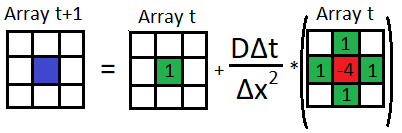 Array t+1
Array t
Array t
= 1 + DΔt / Δx² * ( 1
1 -4 1
1 )